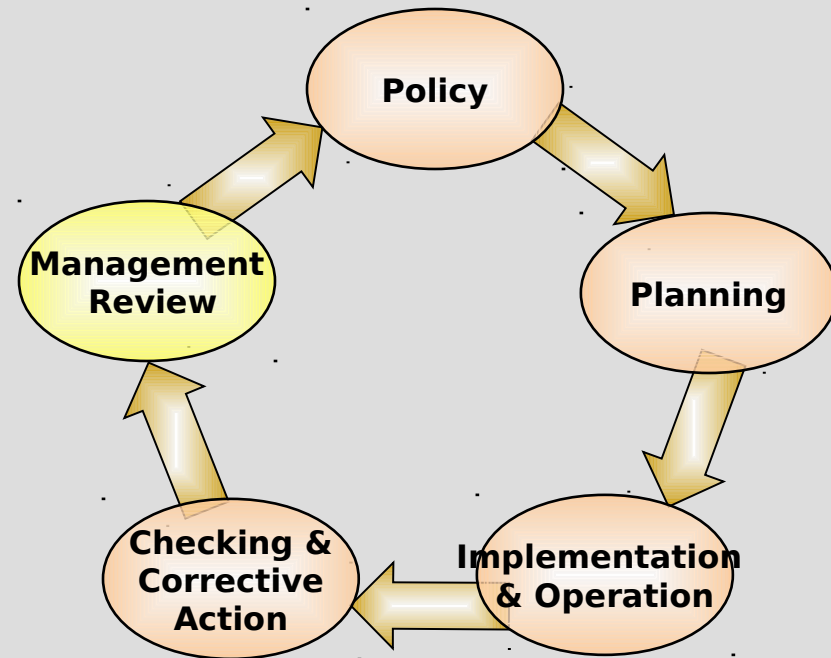 Policy
Planning
Implementation
& Operation
Checking &
Corrective
Action
Management
Review